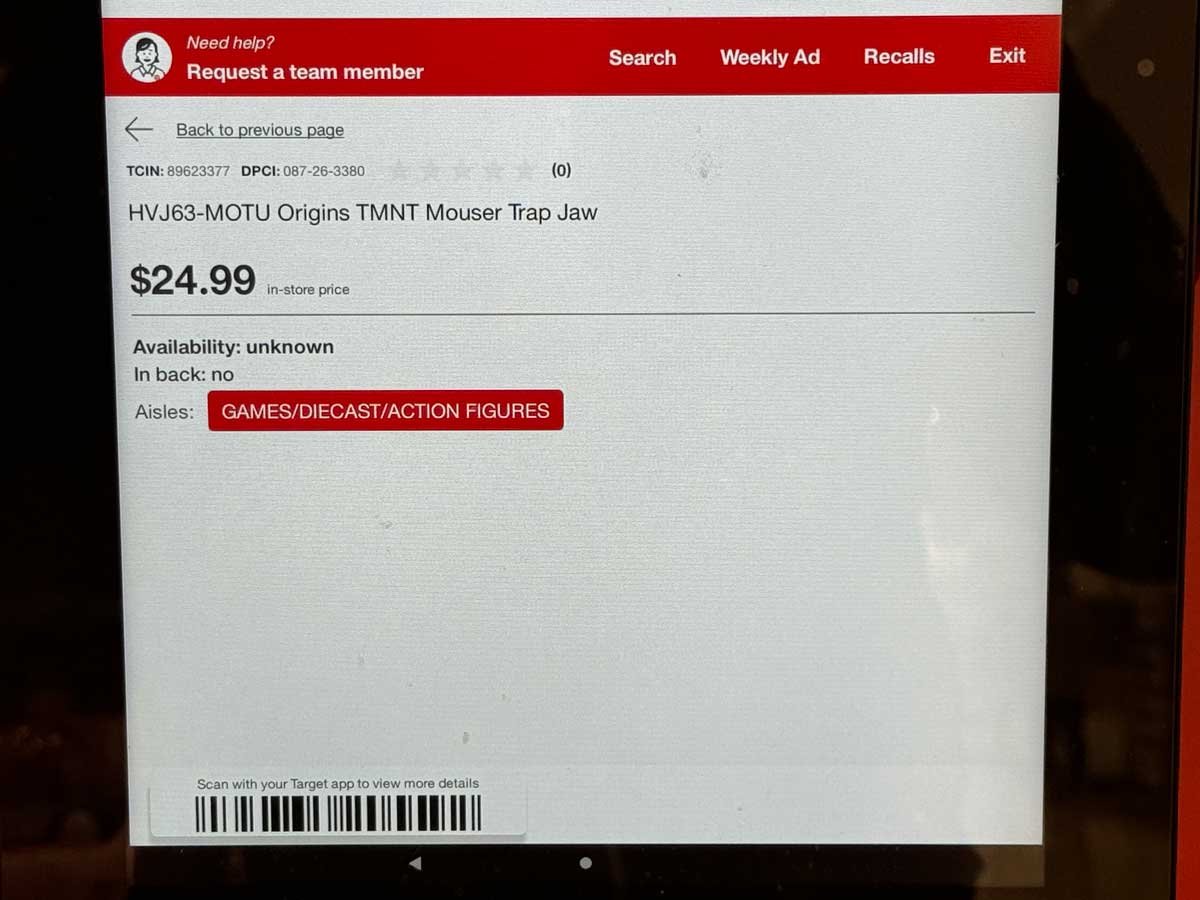 Need help?
Request a team member
Search Weekly Ad Recalls Exit
Back to previous page
TCIN: 89623377 DPCI: 087-26-3380 (0)
HVJ63-MOTU Origins TMNT Mouser Trap Jaw
$24.99 in-store price
Availability: unknown
In back: no
Aisles: GAMES/DIECAST/ACTION FIGURES
Scan with your Target app to view more details